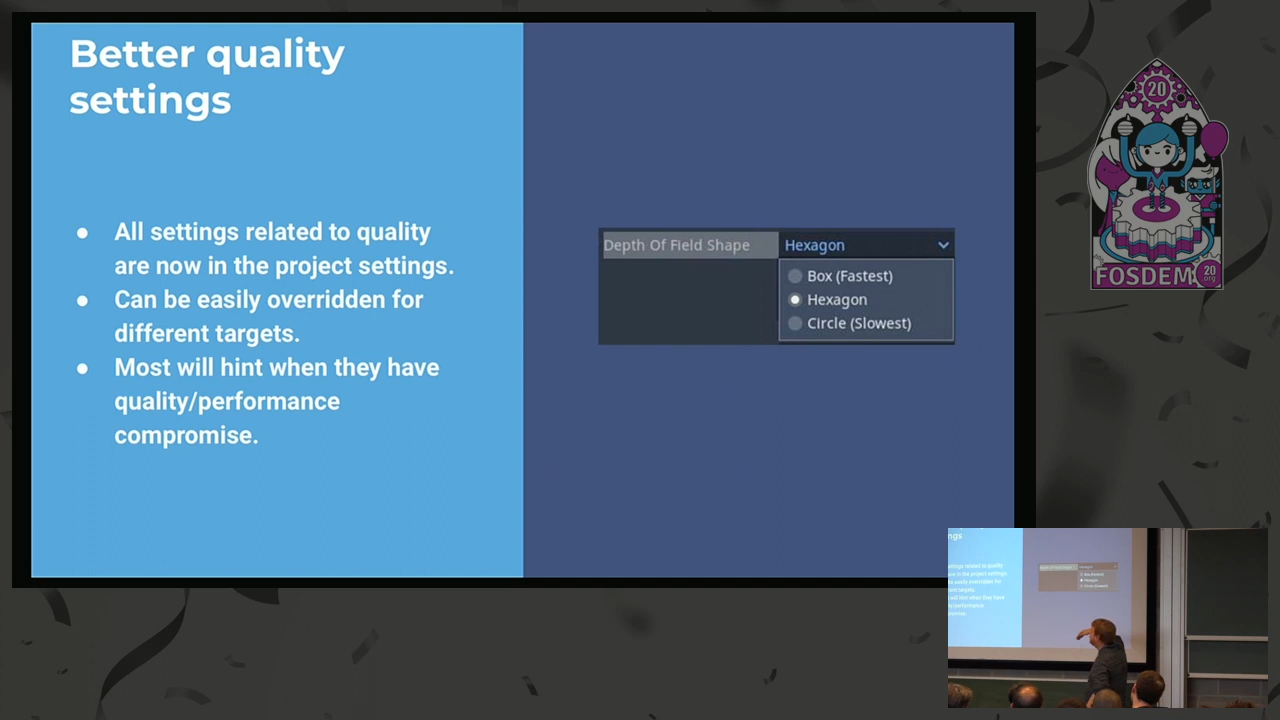 Better quality
settings
● All settings related to quality
are now in the project settings.
● Can be easily overridden for
different targets.
● Most will hint when they have
quality/performance
compromise.
Depth Of Field Shape
Hexagon
Box (Fastest)
Hexagon
Circle (Slowest)
20
FOSDEM
20
org